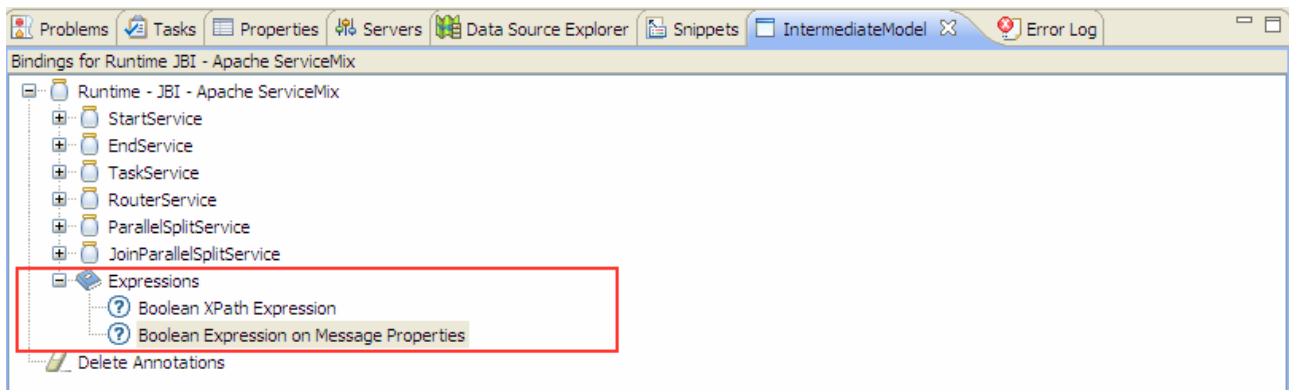 Problems Tasks Properties Servers Data Source Explorer Snippets IntermediateModel Error Log
Bindings for Runtime JBI - Apache ServiceMix
Runtime - JBI - Apache ServiceMix
StartService
EndService
TaskService
RouterService
ParallelSplitService
JoinParallelSplitService
Expressions
Boolean XPath Expression
Boolean Expression on Message Properties
Delete Annotations